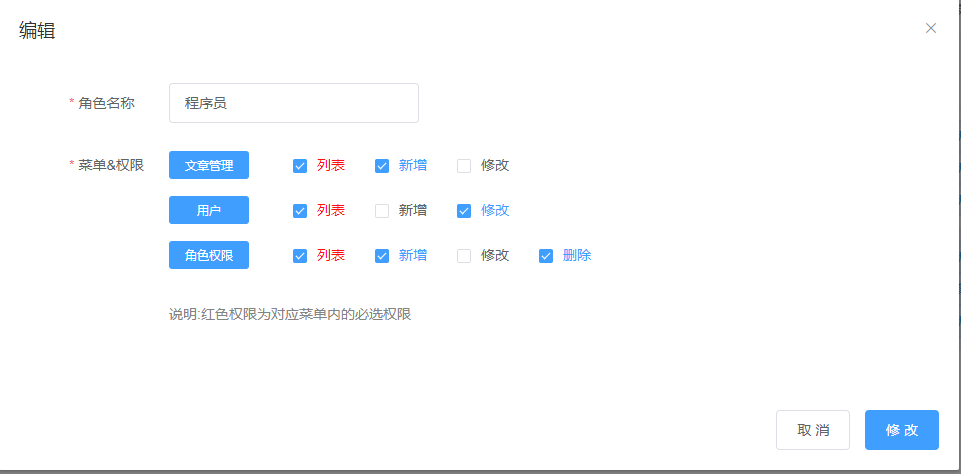 编辑
* 角色名称 程序员
* 菜单&权限 文章管理 列表 新增 修改
用户 列表 新增 修改
角色权限 列表 新增 修改 删除
说明:红色权限为对应菜单内的必选权限
取 消 修 改